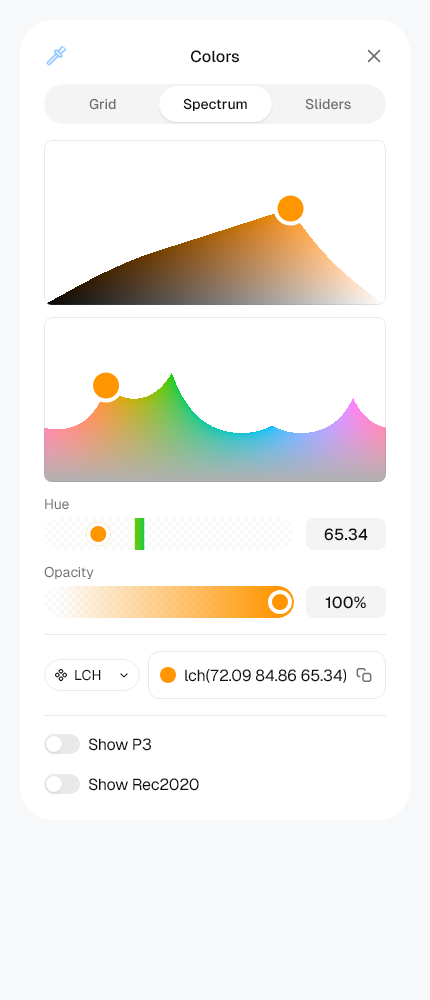 Colors
Grid
Spectrum
Sliders
Hue
65.34
Opacity
100%
LCH
lch(72.09 84.86 65.34)
Show P3
Show Rec2020